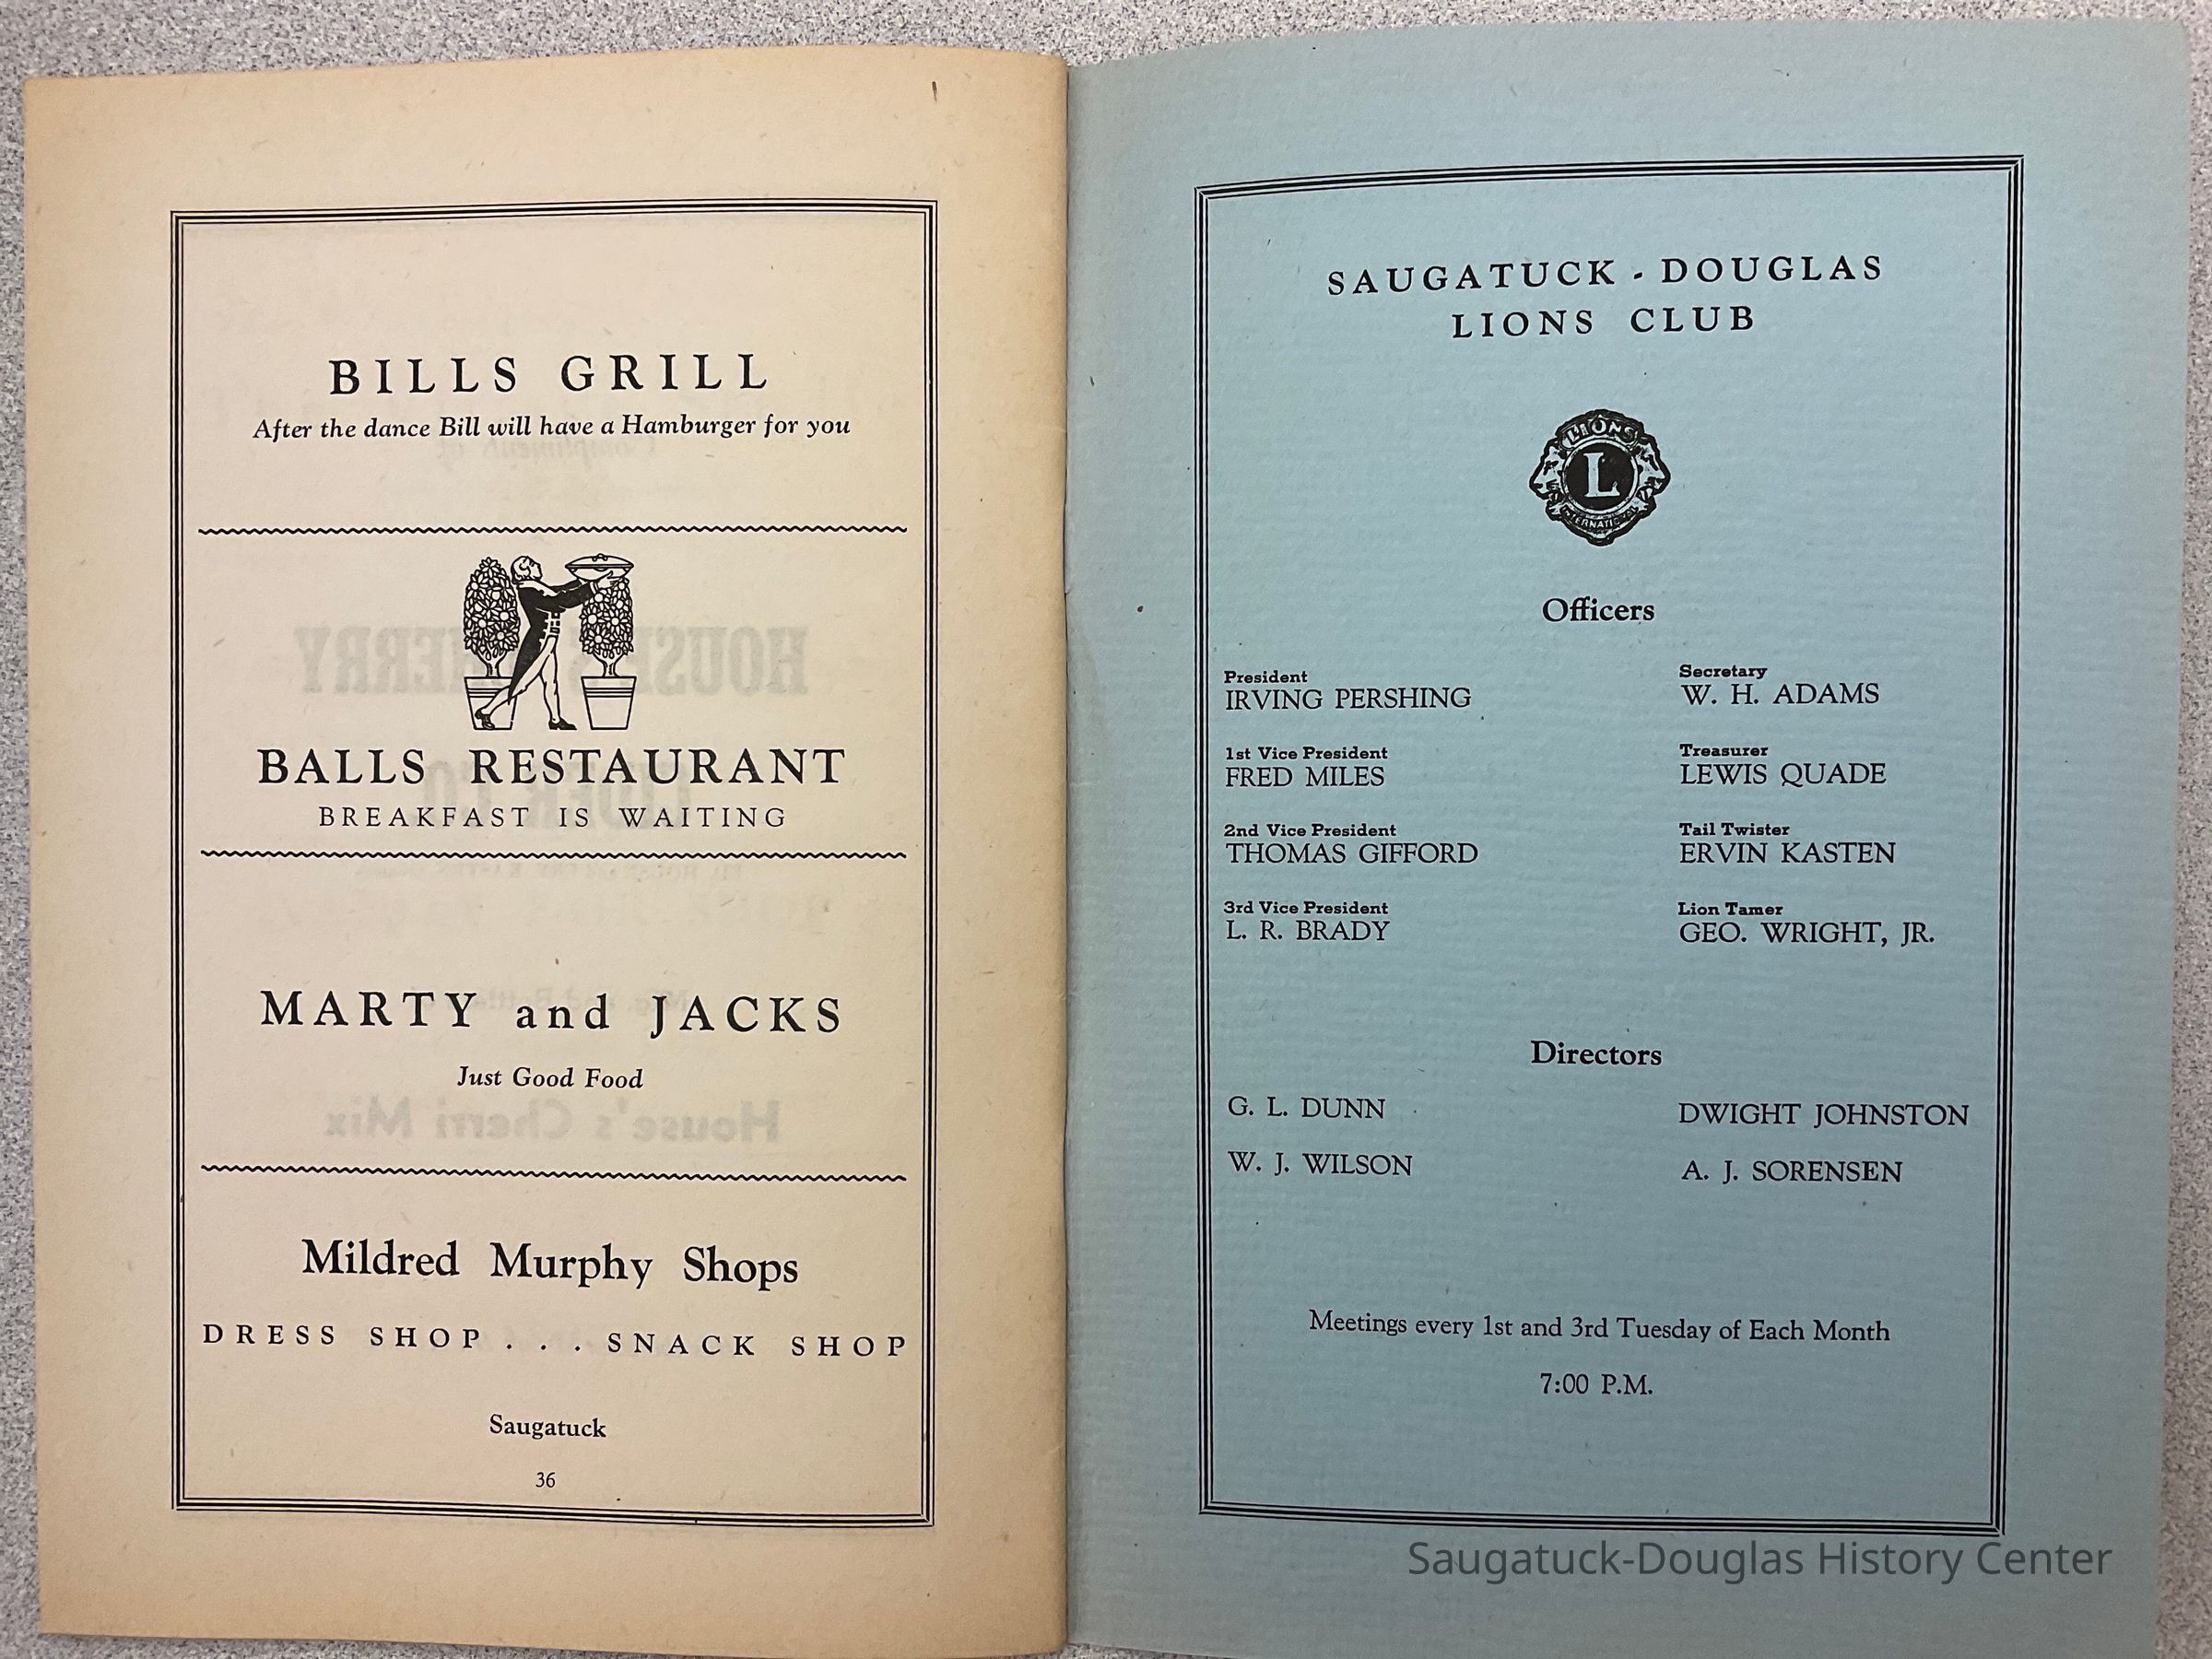 BILLS GRILL
After the dance Bill will have a Hamburger for you
BALLS RESTAURANT
BREAKFAST IS WAITING
MARTY and JACKS
Just Good Food
Mildred Murphy Shops
DRESS SHOP . . . SNACK SHOP
Saugatuck
36
SAUGATUCK - DOUGLAS
LIONS CLUB
LIONS
L
INTERNATIONAL
Officers
President
IRVING PERSHING
1st Vice President
FRED MILES
2nd Vice President
THOMAS GIFFORD
3rd Vice President
L. R. BRADY
Secretary
W. H. ADAMS
Treasurer
LEWIS QUADE
Tail Twister
ERVIN KASTEN
Lion Tamer
GEO. WRIGHT, JR.
Directors
G. L. DUNN
W. J. WILSON
DWIGHT JOHNSTON
A. J. SORENSEN
Meetings every 1st and 3rd Tuesday of Each Month
7:00 P.M.
Saugatuck-Douglas History Center